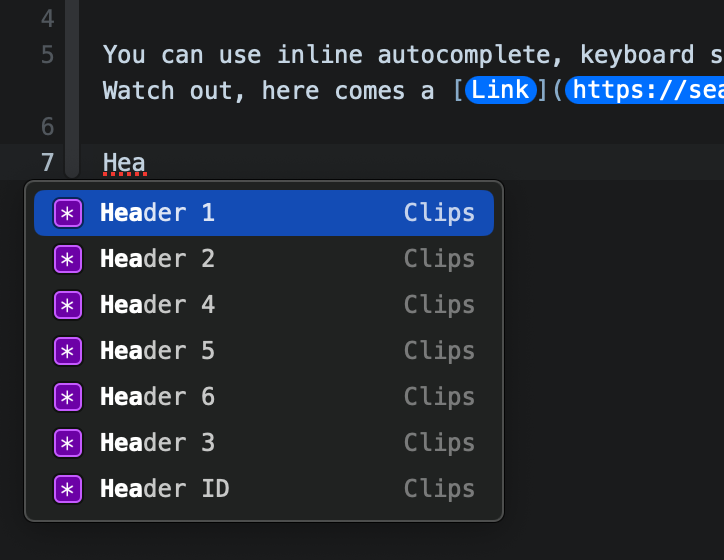 4
5 You can use inline autocomplete, keyboard s
Watch out, here comes a [Link](https://sea
6
7 Hea
* Header 1 Clips
* Header 2 Clips
* Header 4 Clips
* Header 5 Clips
* Header 6 Clips
* Header 3 Clips
* Header ID Clips